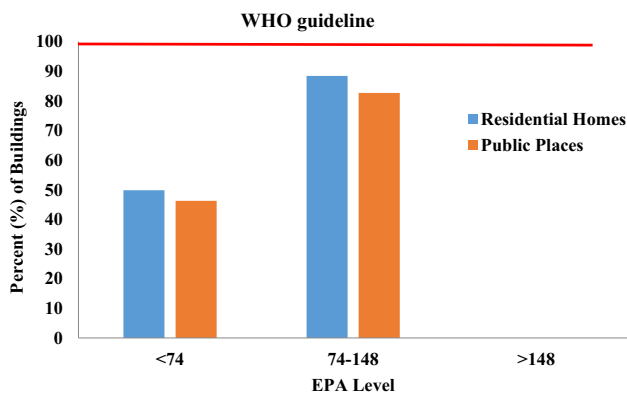 WHO guideline
Percent (%) of Buildings
100
90
80
70
60
50
40
30
20
10
0
<74
74-148
>148
EPA Level
Residential Homes
Public Places